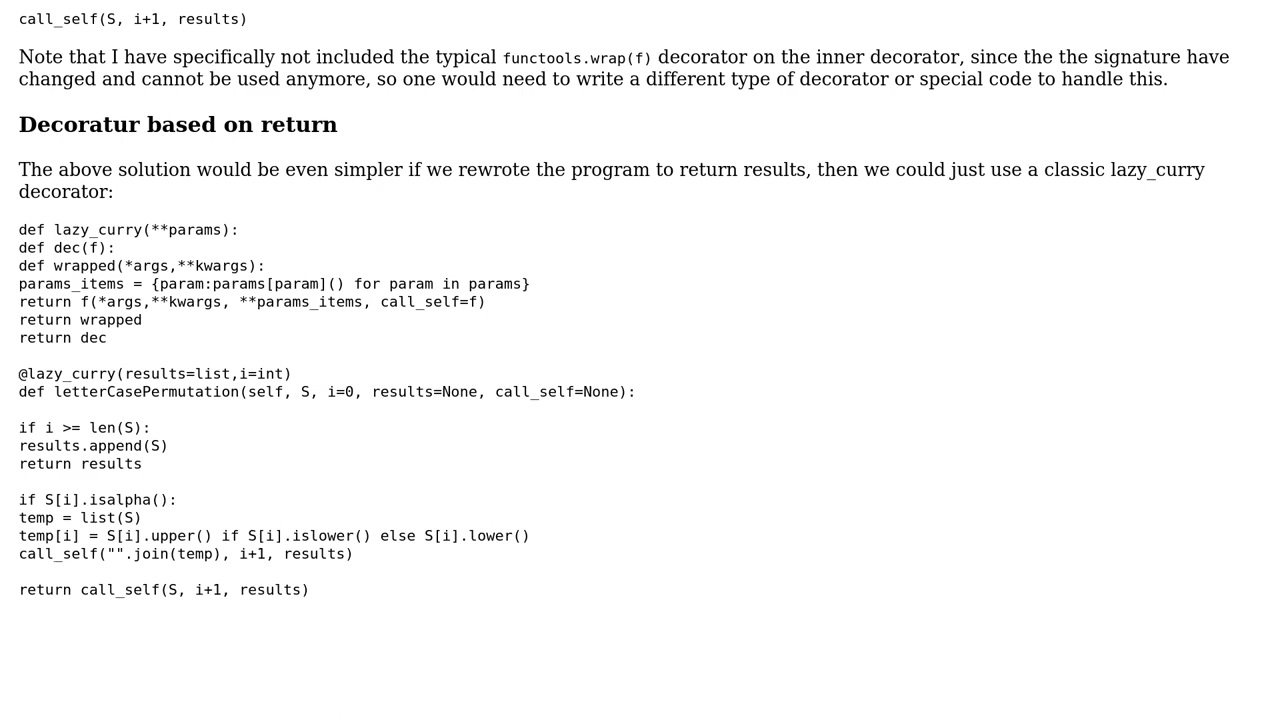 call_self(S, i+1, results)
Note that I have specifically not included the typical functools.wrap(f) decorator on the inner decorator, since the the signature have
changed and cannot be used anymore, so one would need to write a different type of decorator or special code to handle this.
Decoratur based on return
The above solution would be even simpler if we rewrote the program to return results, then we could just use a classic lazy_curry
decorator:
def lazy_curry(**params):
def dec(f):
def wrapped(*args,**kwargs):
params_items = {param:params[param]() for param in params}
return f(*args,**kwargs, **params_items, call_self=f)
return wrapped
return dec
@lazy_curry(results=list,i=int)
def letterCasePermutation(self, S, i=0, results=None, call_self=None):
if i >= len(S):
results.append(S)
return results
if S[i].isalpha():
temp = list(S)
temp[i] = S[i].upper() if S[i].islower() else S[i].lower()
call_self("".join(temp), i+1, results)
return call_self(S, i+1, results)